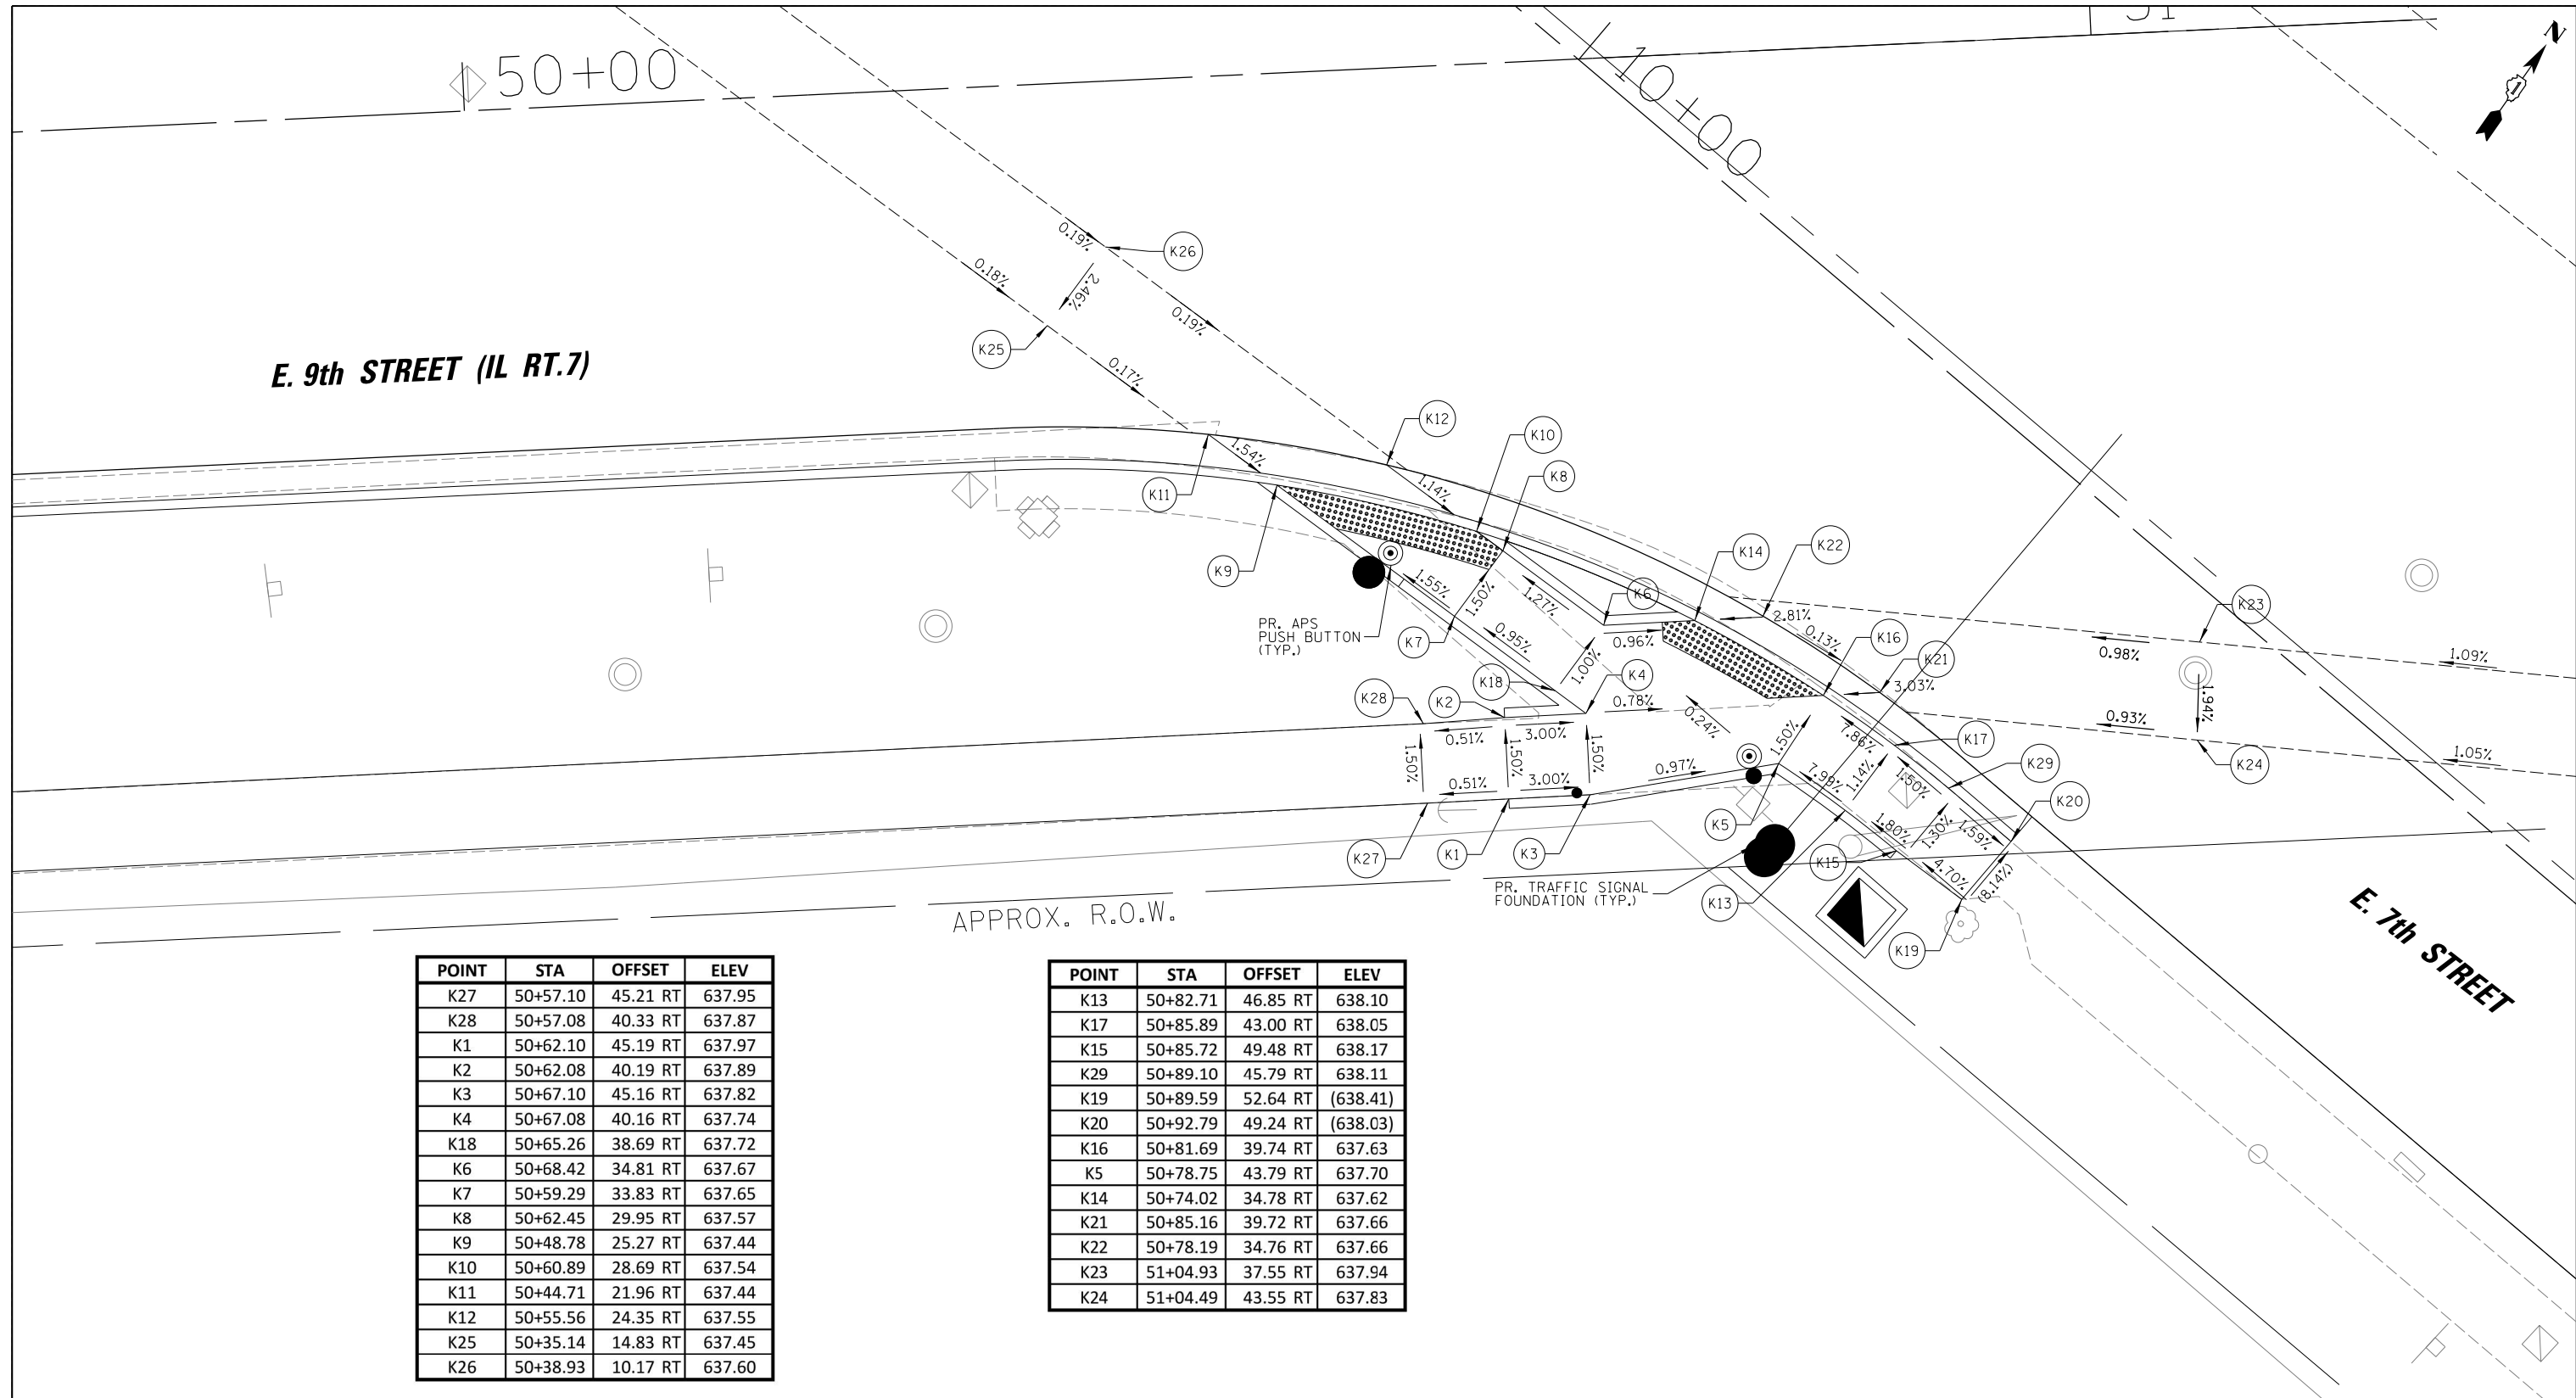 51
50+00
10+00
N
1
0.19%
K26
0.18%
2.46%
0.19%
K25
0.17%
E. 9th STREET (IL RT.7)
K12
K10
1.54%
K8
K11
1.14%
K22
K14
K9
1.55%
1.50%
1.27%
K6
2.81%
K23
PR. APS
PUSH BUTTON
(TYP.)
K7
0.95%
0.96%
0.13%
K16
0.98%
1.09%
K21
1.00%
K18
K4
3.03%
K28
K2
0.78%
0.24%
1.94%
0.93%
0.51%
3.00%
1.50%
1.50%
1.50%
1.50%
7.86%
K17
1.05%
K24
0.97%
7.99%
1.14%
1.50%
K29
0.51%
3.00%
K20
K5
1.80%
1.30%
1.59%
K27
K1
K3
K15
4.70%
(8.14%)
PR. TRAFFIC SIGNAL
FOUNDATION (TYP.)
K13
APPROX. R.O.W.
K19
E. 7th STREET
POINT STA OFFSET ELEV
K27 50+57.10 45.21 RT 637.95
K28 50+57.08 40.33 RT 637.87
K1 50+62.10 45.19 RT 637.97
K2 50+62.08 40.19 RT 637.89
K3 50+67.10 45.16 RT 637.82
K4 50+67.08 40.16 RT 637.74
K18 50+65.26 38.69 RT 637.72
K6 50+68.42 34.81 RT 637.67
K7 50+59.29 33.83 RT 637.65
K8 50+62.45 29.95 RT 637.57
K9 50+48.78 25.27 RT 637.44
K10 50+60.89 28.69 RT 637.54
K11 50+44.71 21.96 RT 637.44
K12 50+55.56 24.35 RT 637.55
K25 50+35.14 14.83 RT 637.45
K26 50+38.93 10.17 RT 637.60
POINT STA OFFSET ELEV
K13 50+82.71 46.85 RT 638.10
K17 50+85.89 43.00 RT 638.05
K15 50+85.72 49.48 RT 638.17
K29 50+89.10 45.79 RT 638.11
K19 50+89.59 52.64 RT (638.41)
K20 50+92.79 49.24 RT (638.03)
K16 50+81.69 39.74 RT 637.63
K5 50+78.75 43.79 RT 637.70
K14 50+74.02 34.78 RT 637.62
K21 50+85.16 39.72 RT 637.66
K22 50+78.19 34.76 RT 637.66
K23 51+04.93 37.55 RT 637.94
K24 51+04.49 43.55 RT 637.83